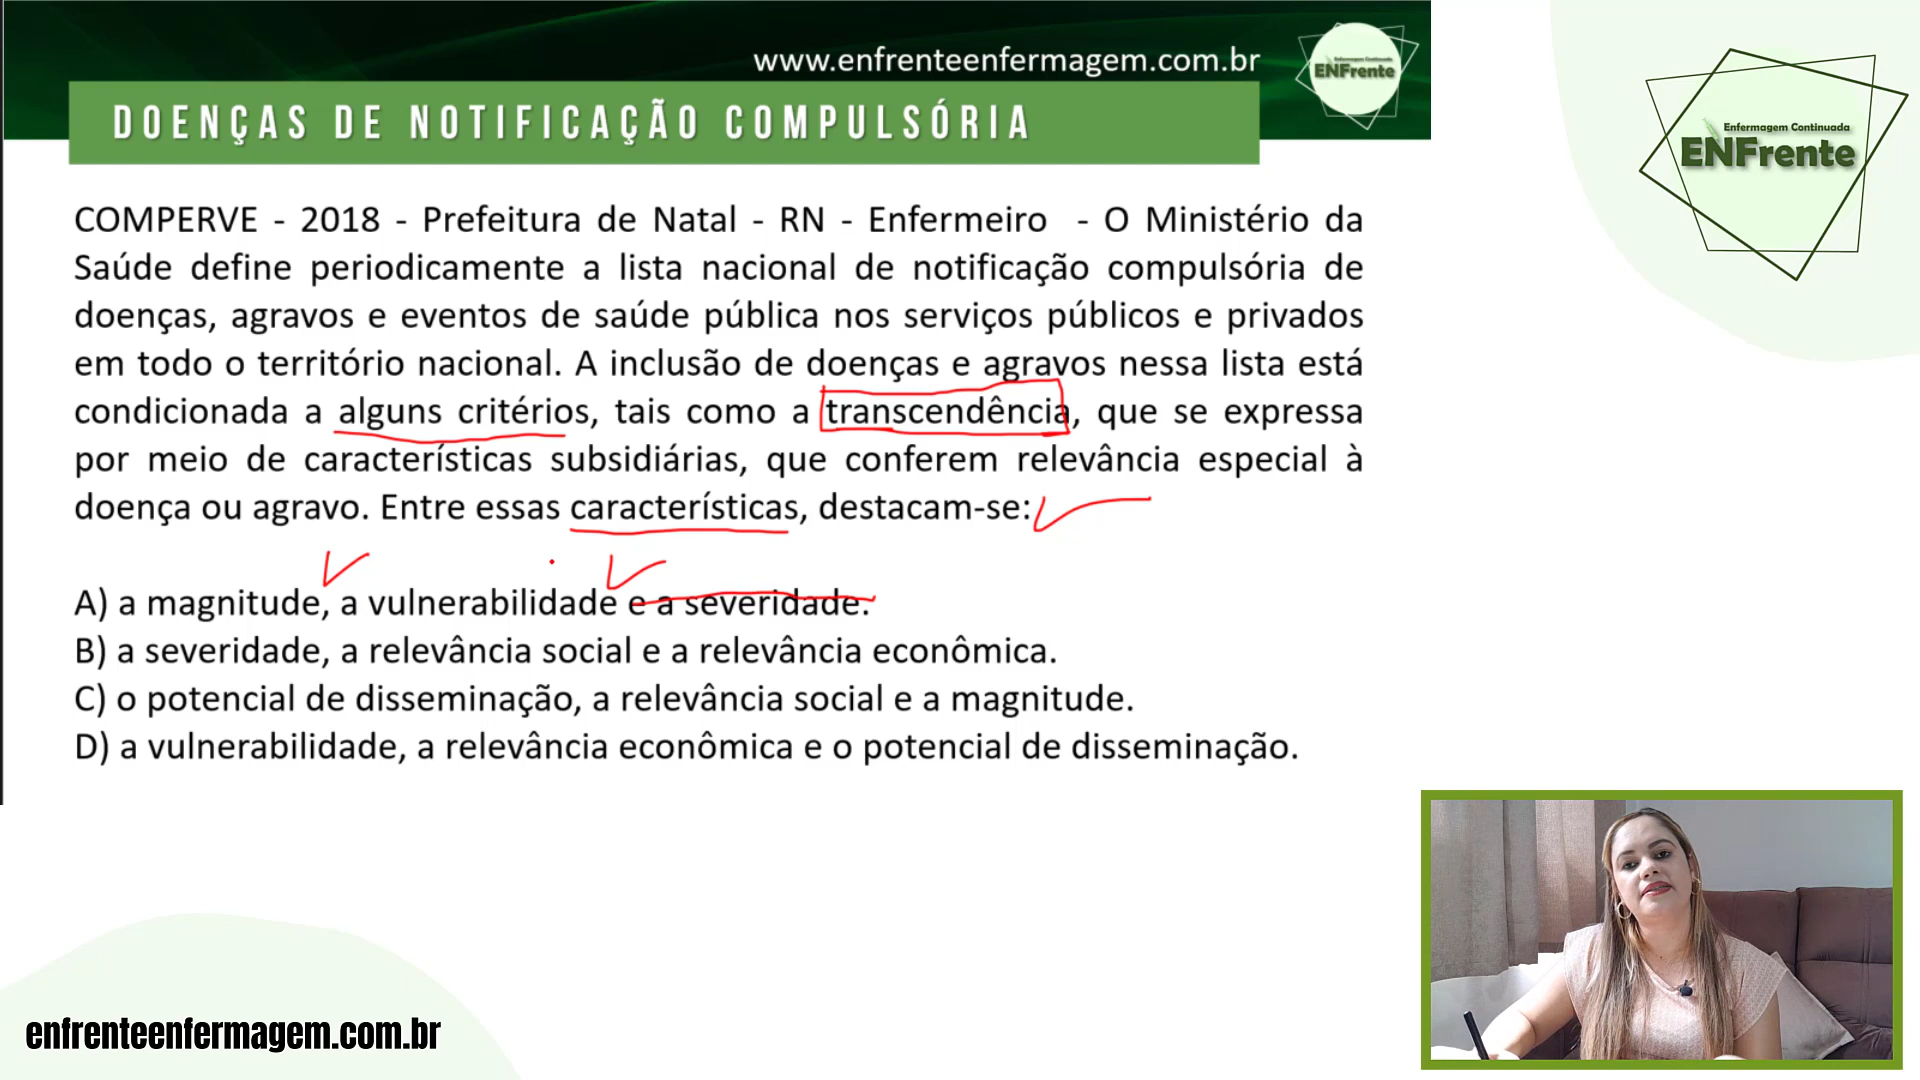 www.enfrenteenfermagem.com.br
Enfermagem Continuada
ENFrente
DOENÇAS DE NOTIFICAÇÃO COMPULSÓRIA
Enfermagem Continuada
ENFrente
COMPERVE - 2018 - Prefeitura de Natal - RN - Enfermeiro - O Ministério da
Saúde define periodicamente a lista nacional de notificação compulsória de
doenças, agravos e eventos de saúde pública nos serviços públicos e privados
em todo o território nacional. A inclusão de doenças e agravos nessa lista está
condicionada a alguns critérios, tais como a transcendência, que se expressa
por meio de características subsidiárias, que conferem relevância especial à
doença ou agravo. Entre essas características, destacam-se:
A) a magnitude, a vulnerabilidade e a severidade.
B) a severidade, a relevância social e a relevância econômica.
C) o potencial de disseminação, a relevância social e a magnitude.
D) a vulnerabilidade, a relevância econômica e o potencial de disseminação.
enfrenteenfermagem.com.br